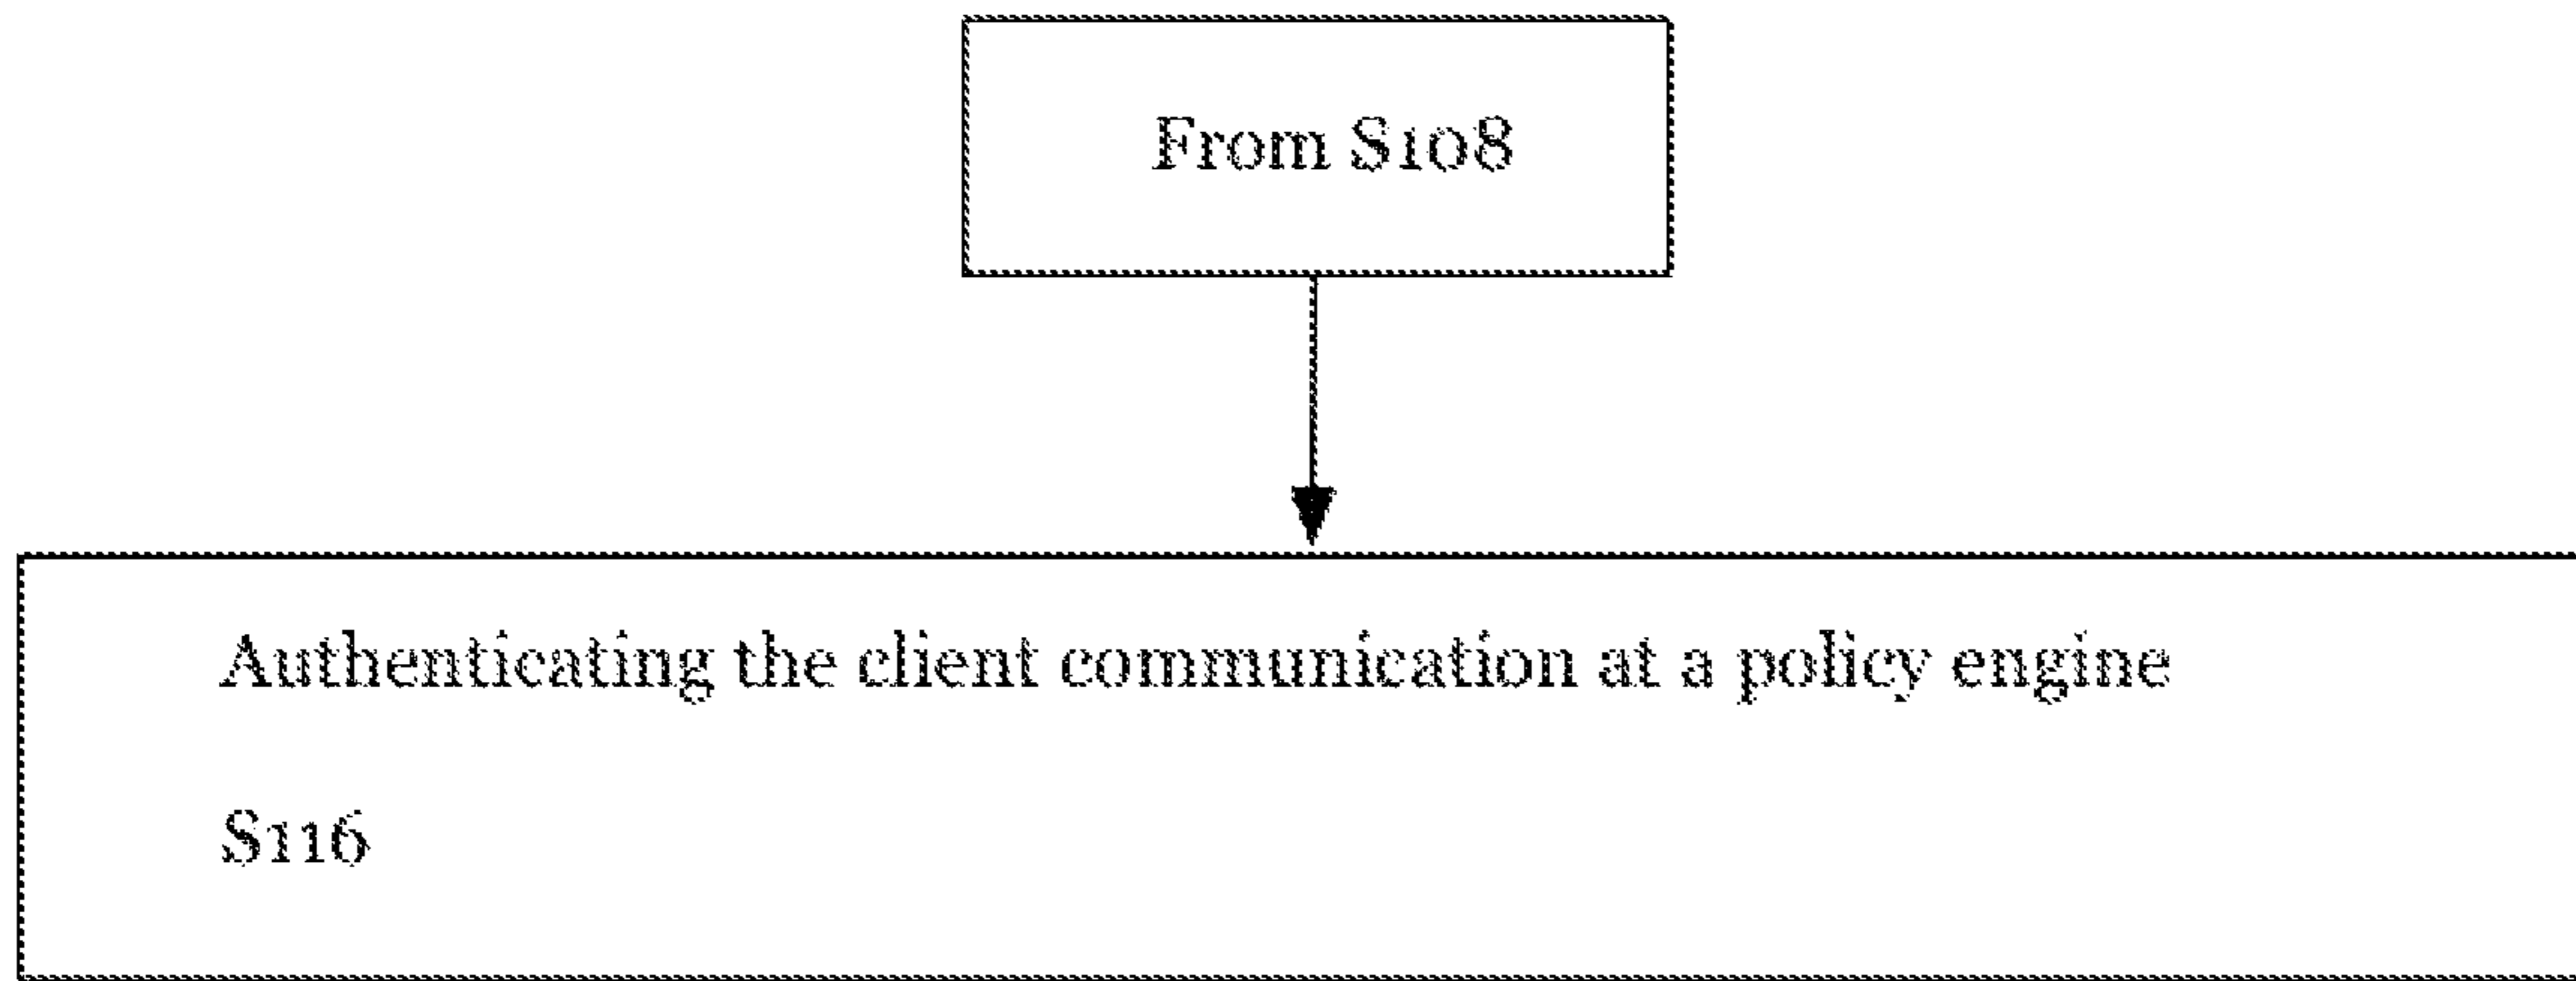 From S108
Authenticating the client communication at a policy engine
S116